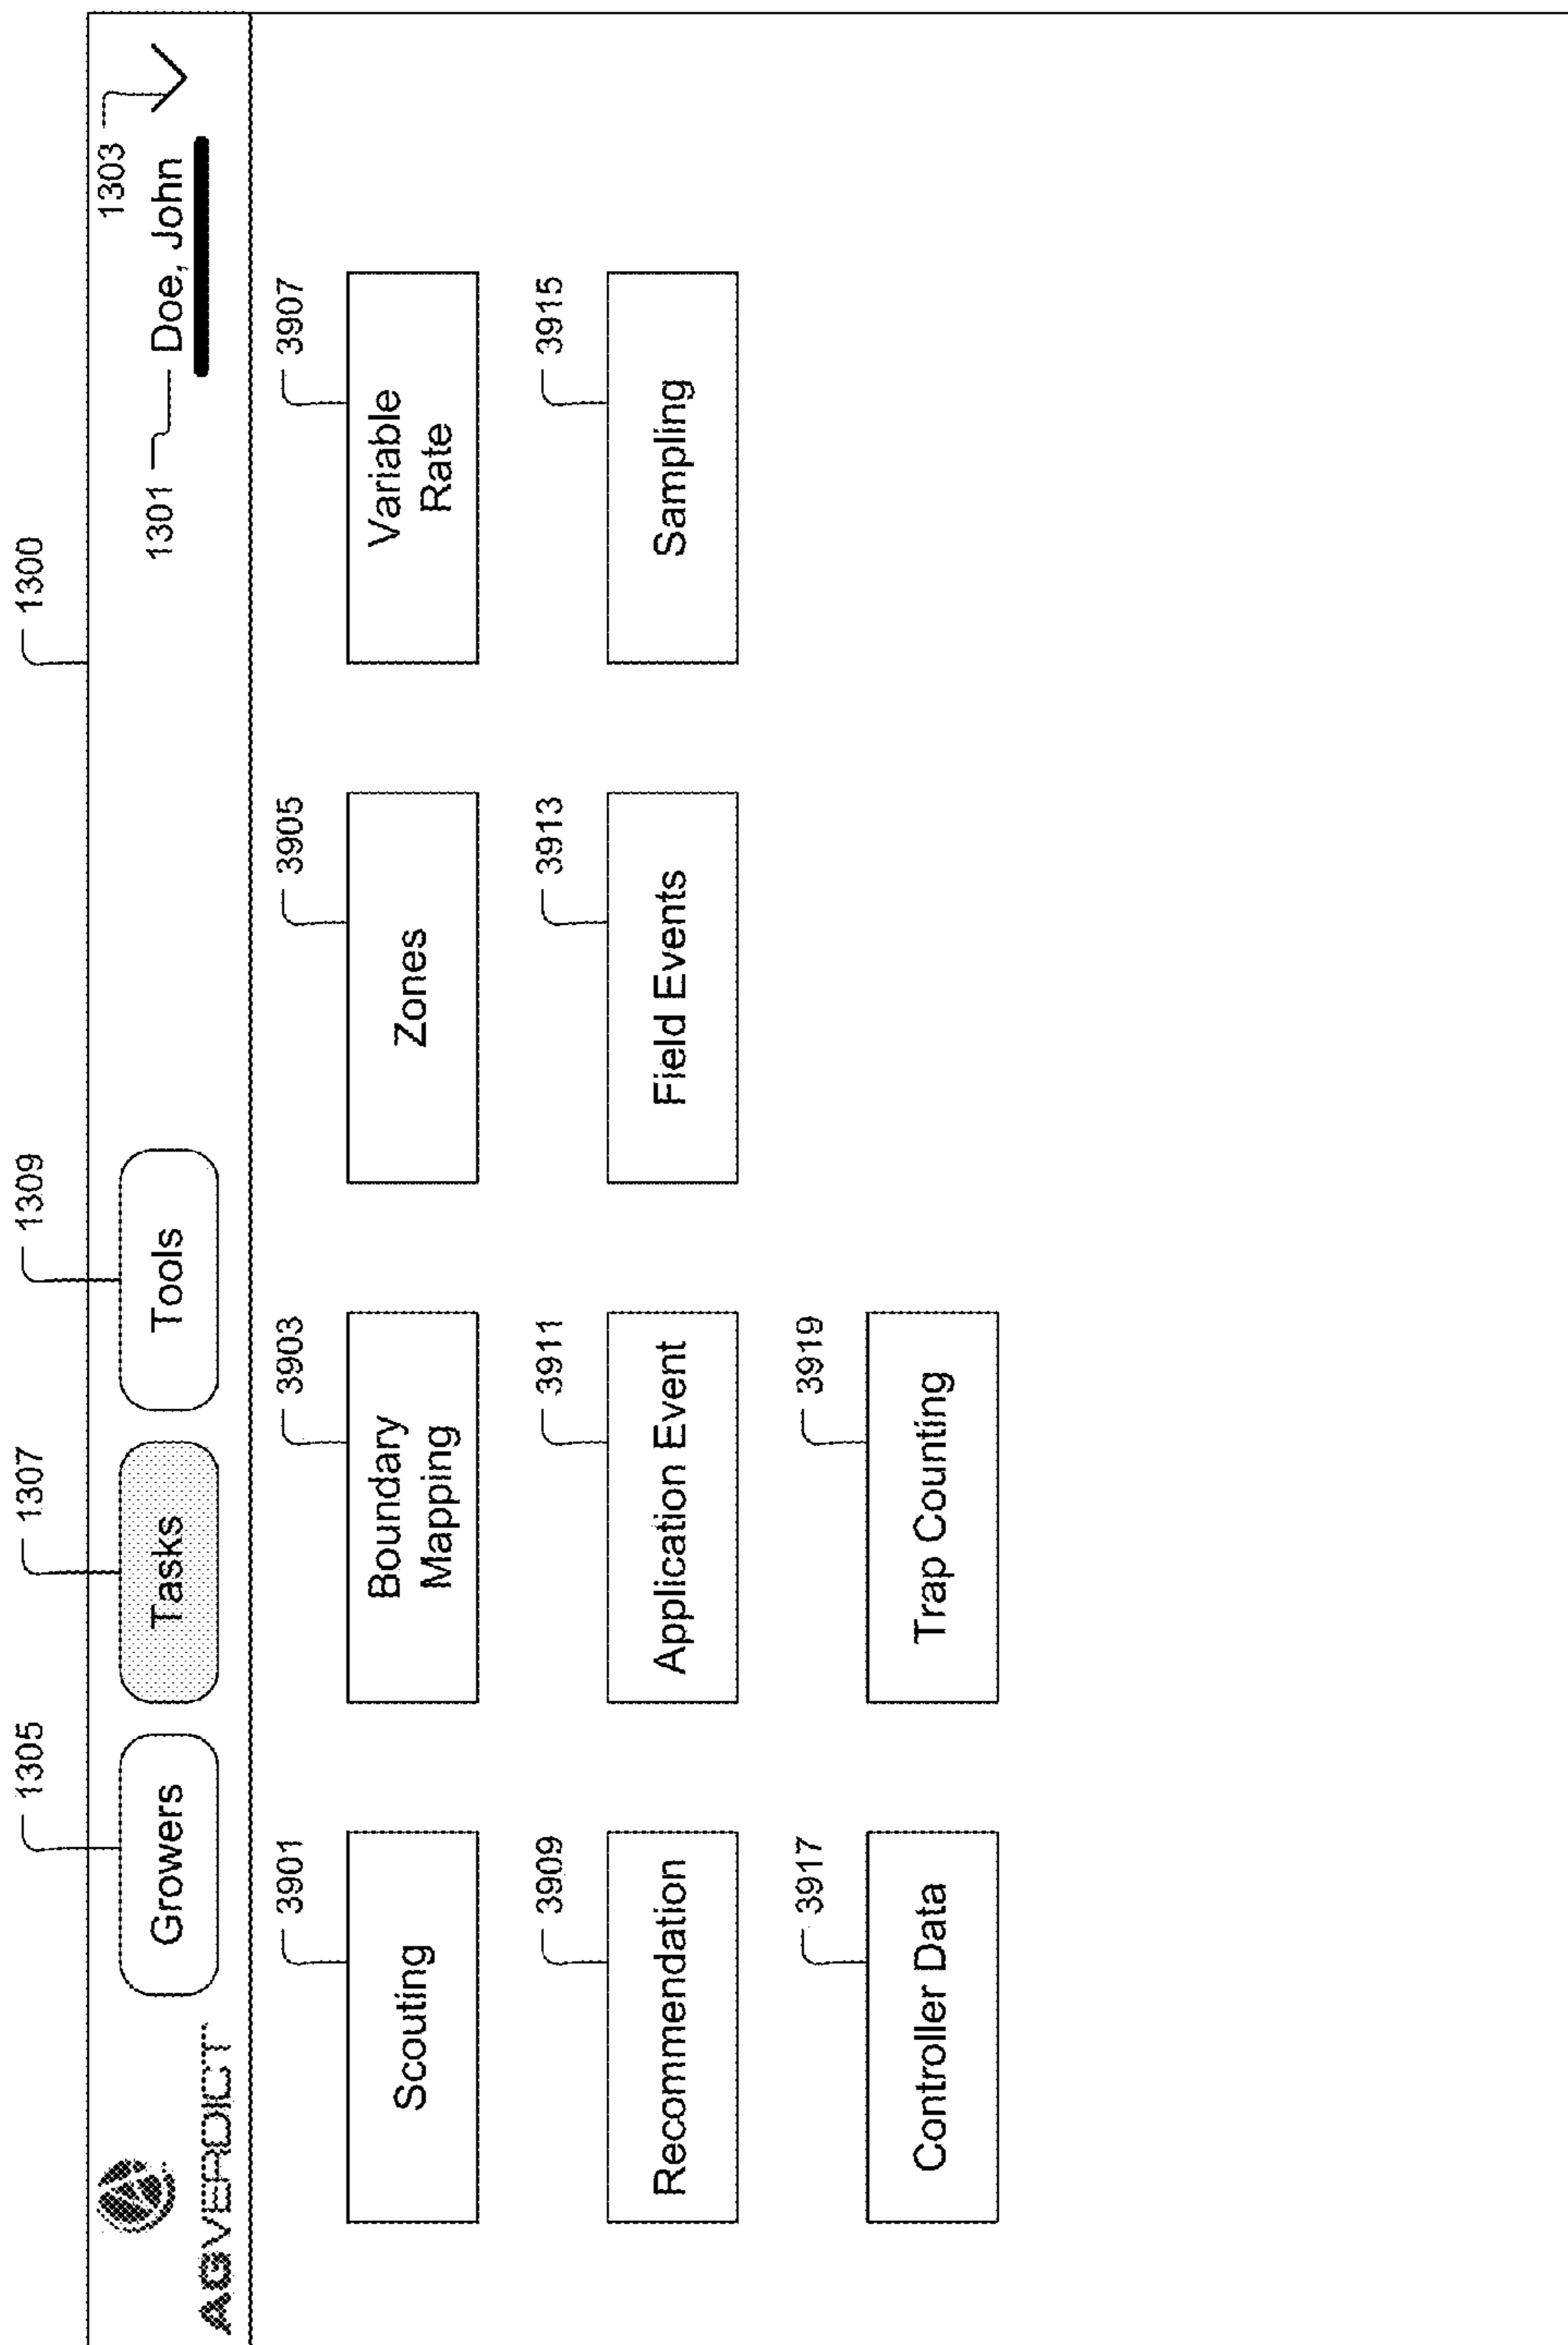 1300
1305
1307
1309
1303
AGVERDICT
Growers
Tasks
Tools
1301
Doe, John
3901
3903
3905
3907
Scouting
Boundary
Mapping
Zones
Variable
Rate
3909
3911
3913
3915
Recommendation
Application Event
Field Events
Sampling
3917
3919
Controller Data
Trap Counting